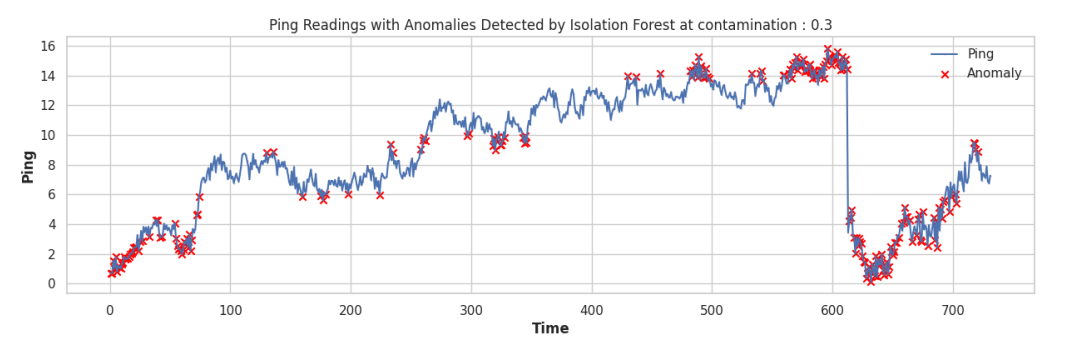 Ping Readings with Anomalies Detected by Isolation Forest at contamination : 0.3
16
14
12
10
8
6
4
2
0
Ping
Ping
Anomaly
0 100 200 300 400 500 600 700
Time